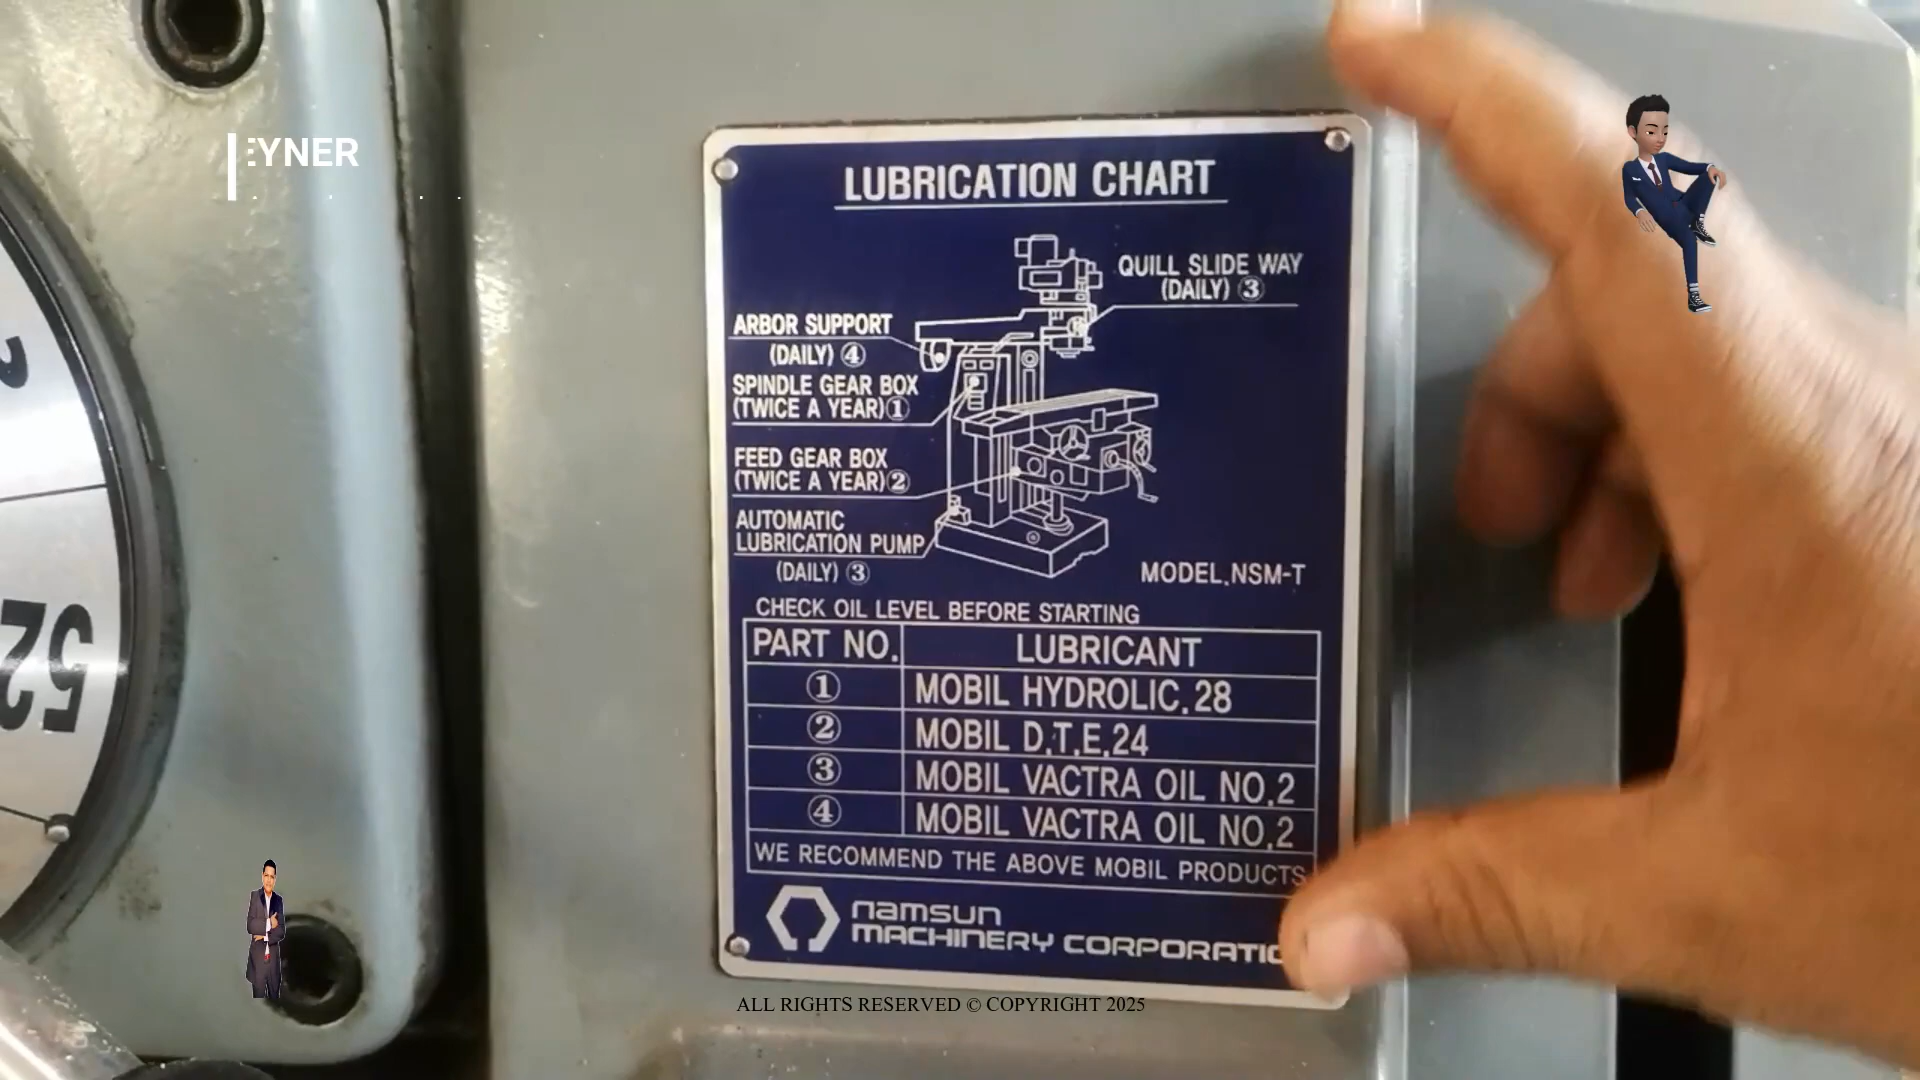 EYNER
LUBRICATION CHART
QUILL SLIDE WAY
(DAILY) ③
ARBOR SUPPORT
(DAILY) ④
SPINDLE GEAR BOX
(TWICE A YEAR) ①
FEED GEAR BOX
(TWICE A YEAR) ②
AUTOMATIC
LUBRICATION PUMP
(DAILY) ③
MODEL.NSM-T
CHECK OIL LEVEL BEFORE STARTING
PART NO. LUBRICANT
① MOBIL HYDROLIC.28
② MOBIL D.T.E.24
③ MOBIL VACTRA OIL NO.2
④ MOBIL VACTRA OIL NO.2
WE RECOMMEND THE ABOVE MOBIL PRODUCTS
namsun
MACHINERY CORPORATIO
52
ALL RIGHTS RESERVED © COPYRIGHT 2025